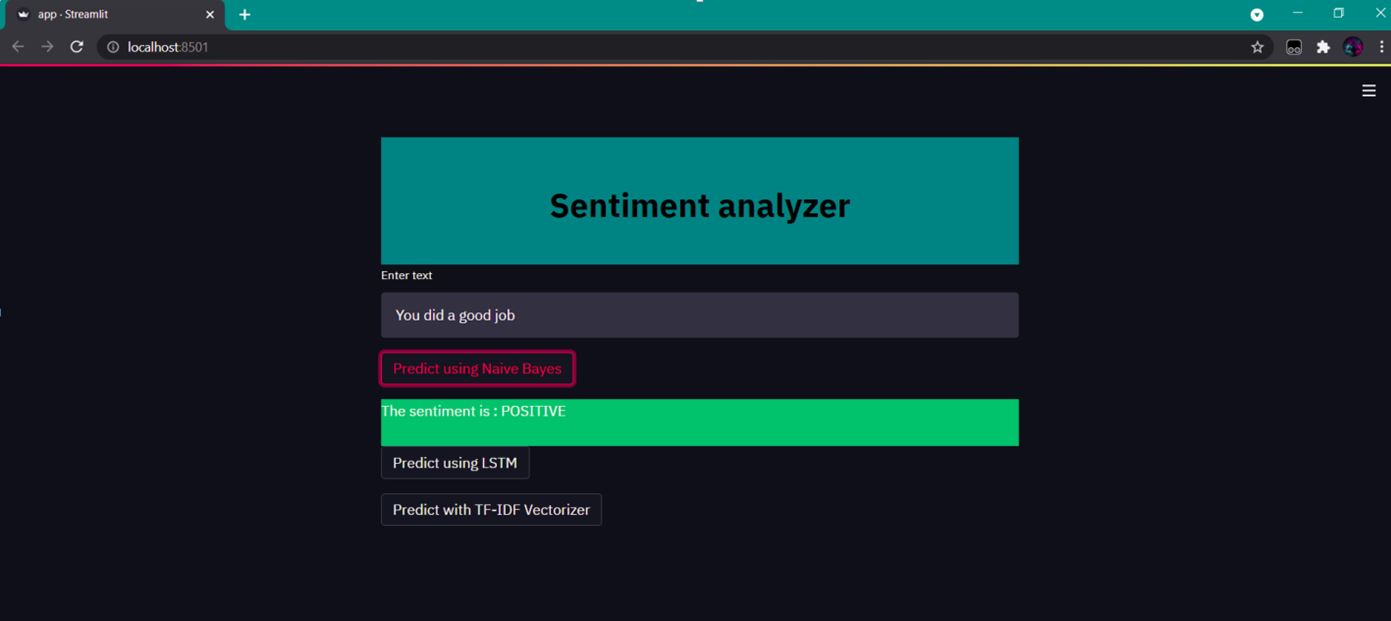 app · Streamlit
localhost:8501
Sentiment analyzer
Enter text
You did a good job
Predict using Naive Bayes
The sentiment is : POSITIVE
Predict using LSTM
Predict with TF-IDF Vectorizer